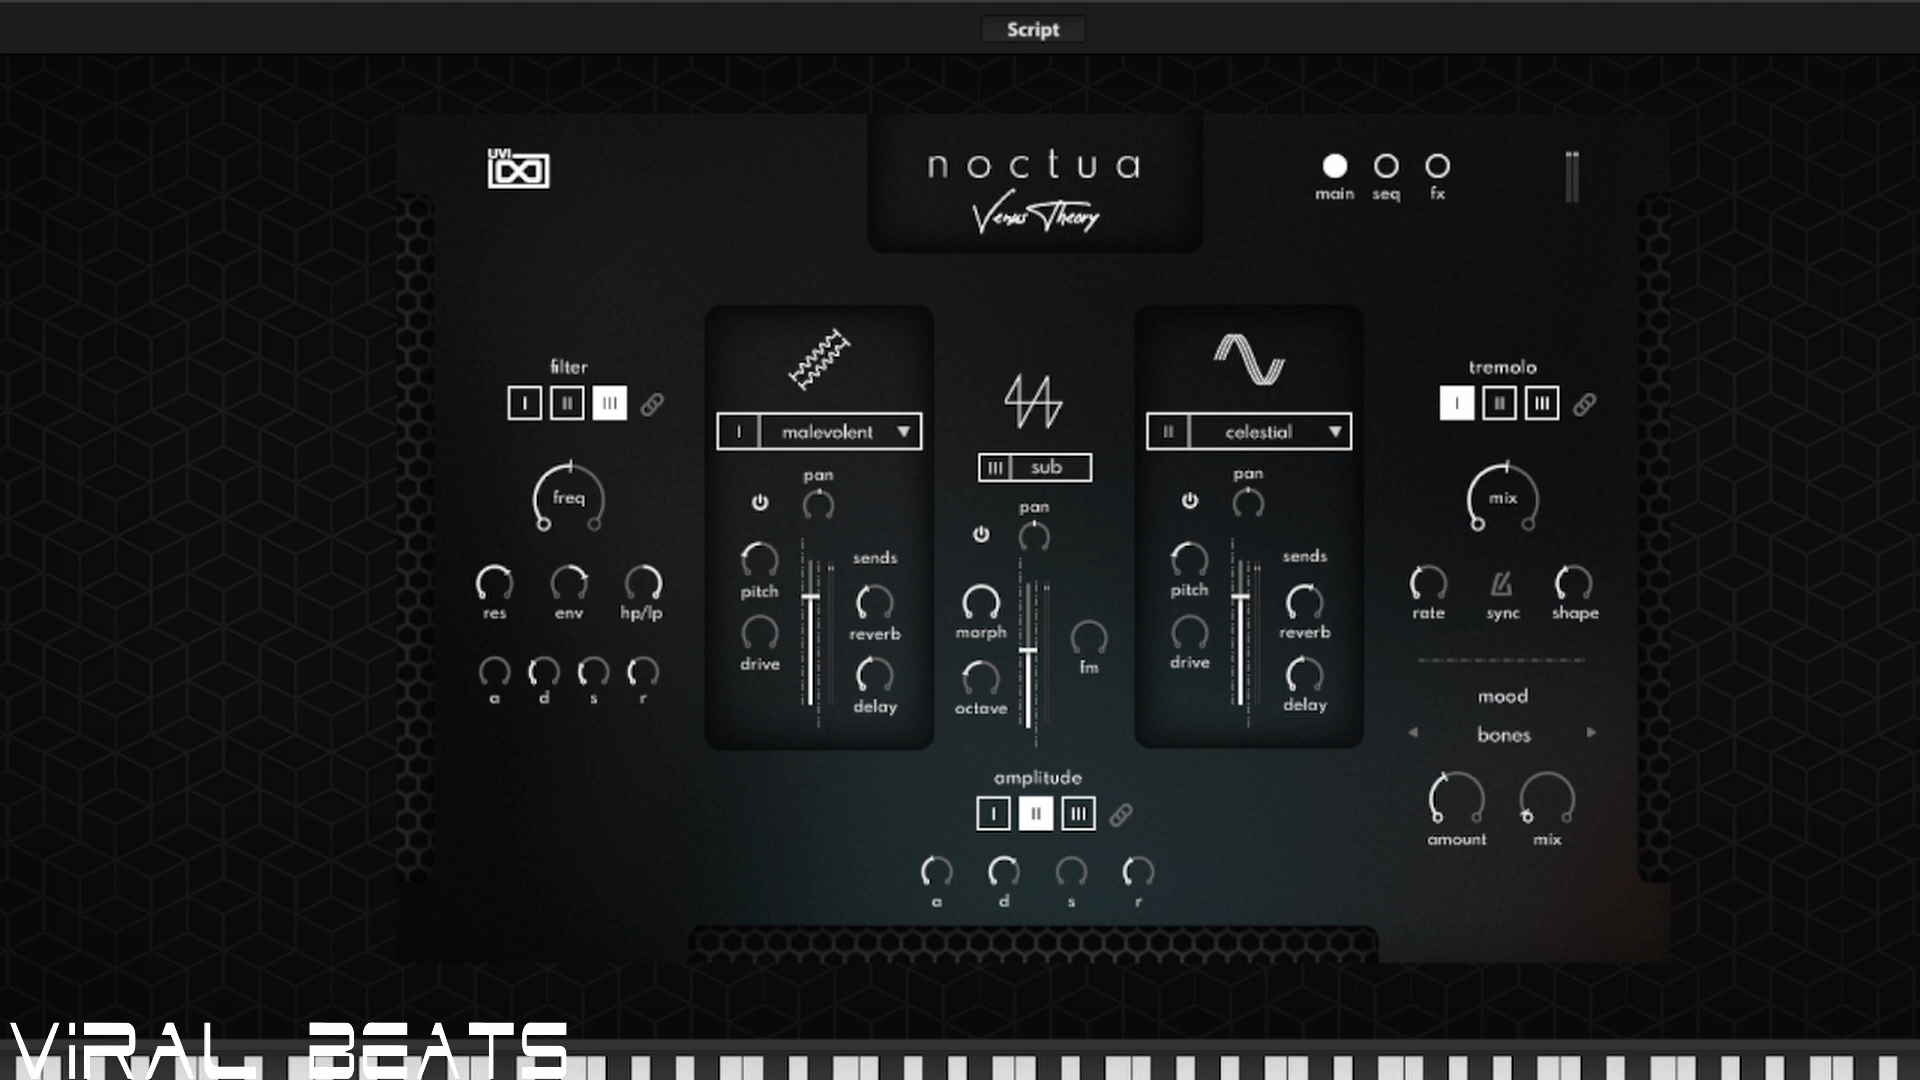 Script
UVI
noctua
Venus Theory
main seq fx
filter
I II III
freq
res env hp/lp
a d s r
I malevolent
pan
pitch
drive
sends
reverb
delay
III sub
pan
morph
octave
fm
II celestial
pan
pitch
drive
sends
reverb
delay
tremolo
I II III
mix
rate sync shape
mood
bones
amount mix
amplitude
I II III
a d s r
ViRAL BEATS